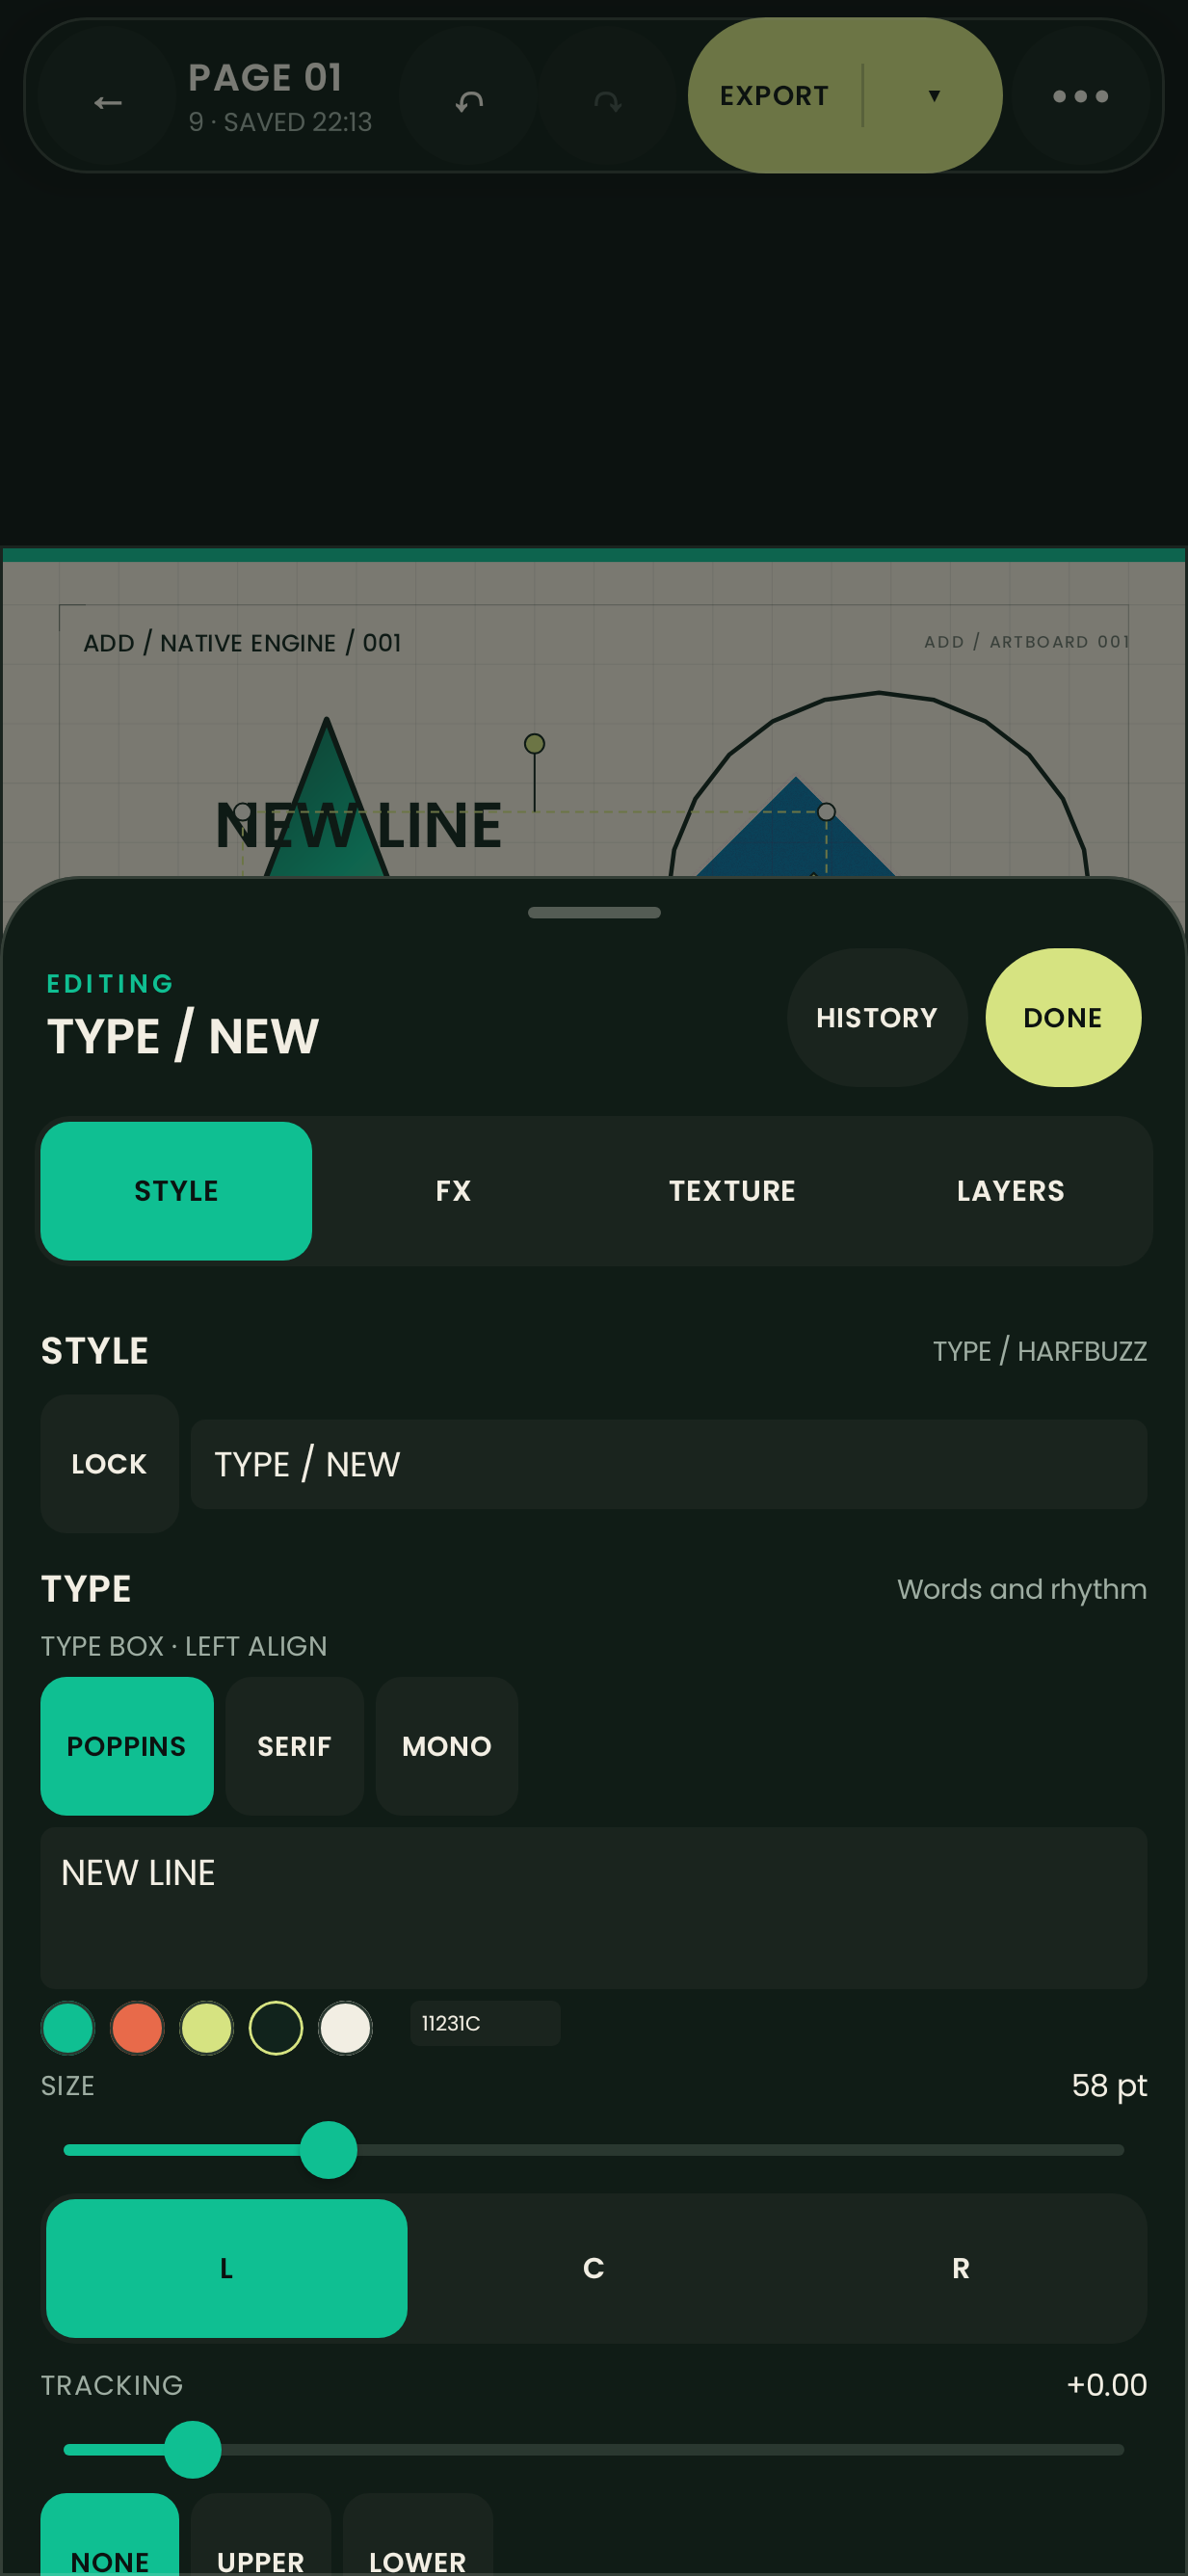 PAGE 01
9 · SAVED 22:13
EXPORT
ADD / NATIVE ENGINE / 001
ADD / ARTBOARD 001
NEW LINE
EDITING
TYPE / NEW
HISTORY
DONE
STYLE
FX
TEXTURE
LAYERS
STYLE
TYPE / HARFBUZZ
LOCK
TYPE / NEW
TYPE
Words and rhythm
TYPE BOX · LEFT ALIGN
POPPINS
SERIF
MONO
NEW LINE
11231C
SIZE
58 pt
L
C
R
TRACKING
+0.00
NONE
UPPER
LOWER